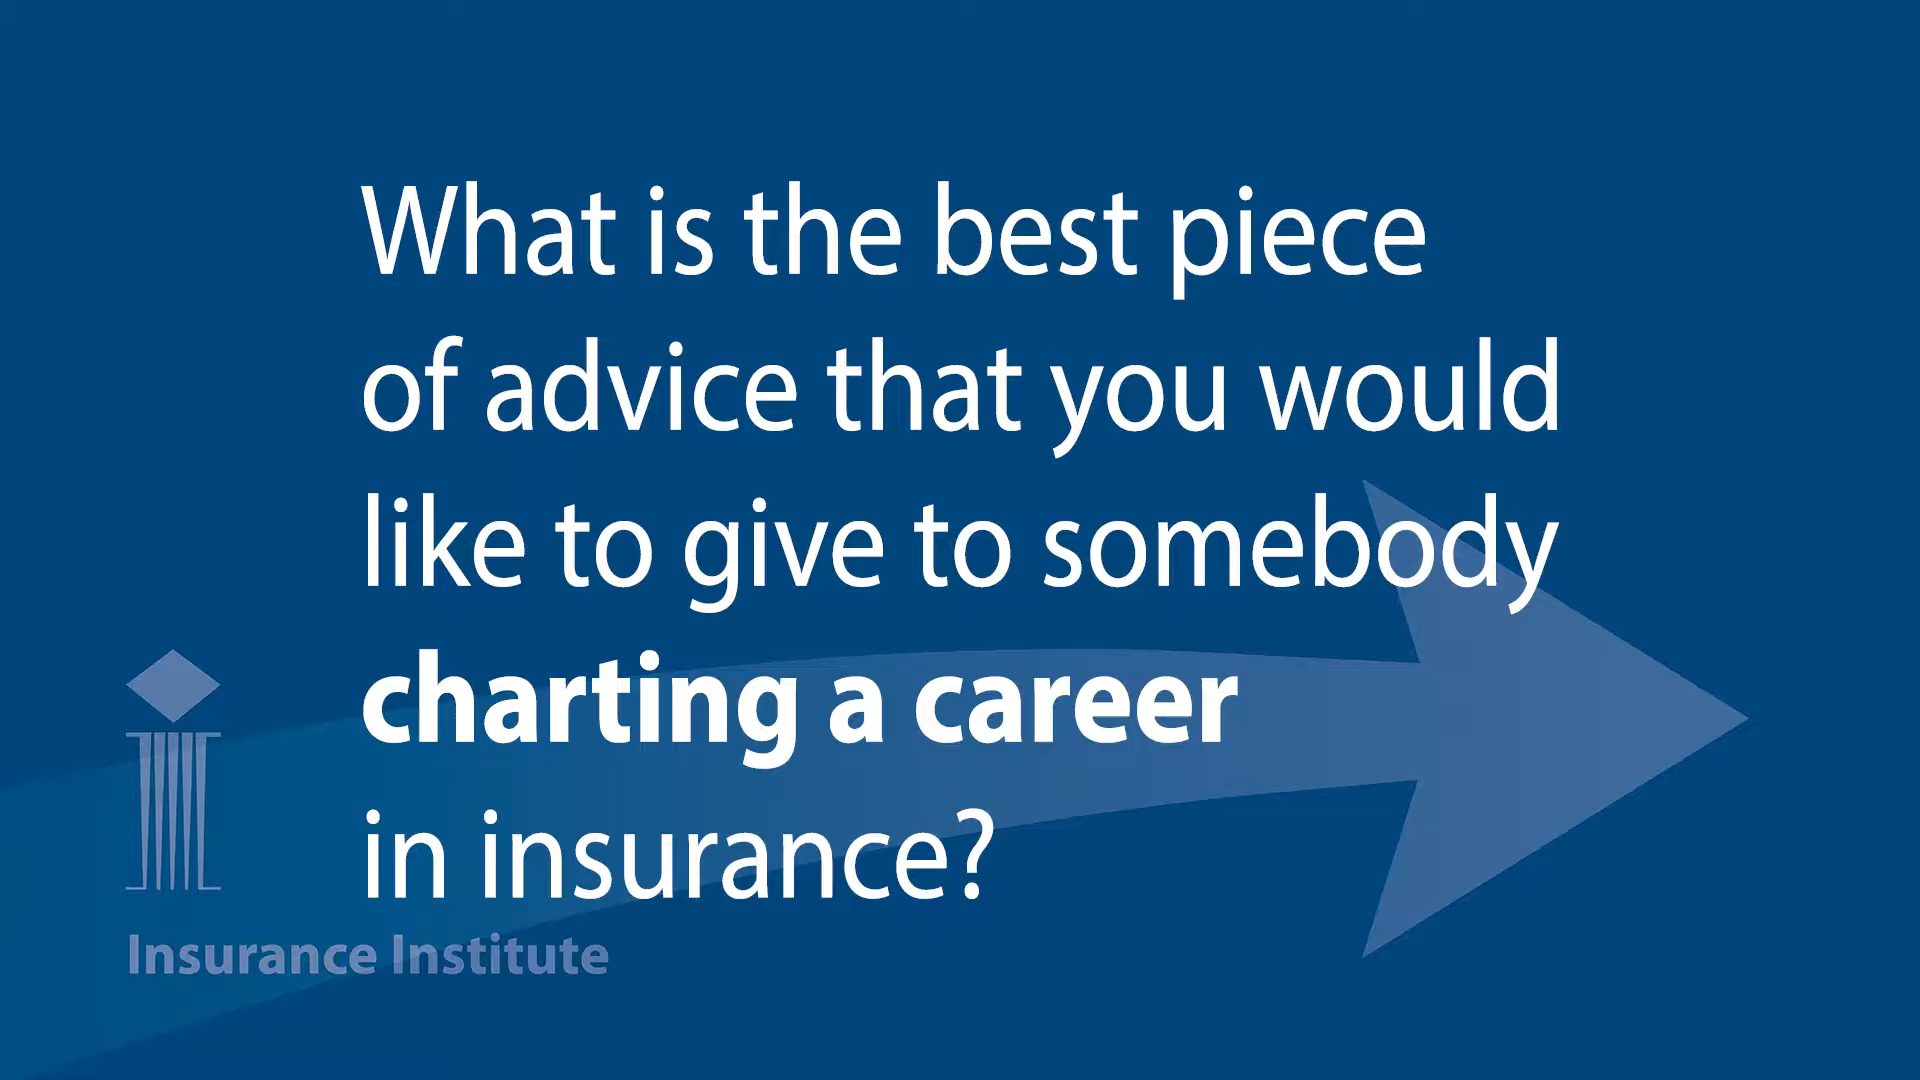 What is the best piece
of advice that you would
like to give to somebody
charting a career
in insurance?
Insurance Institute